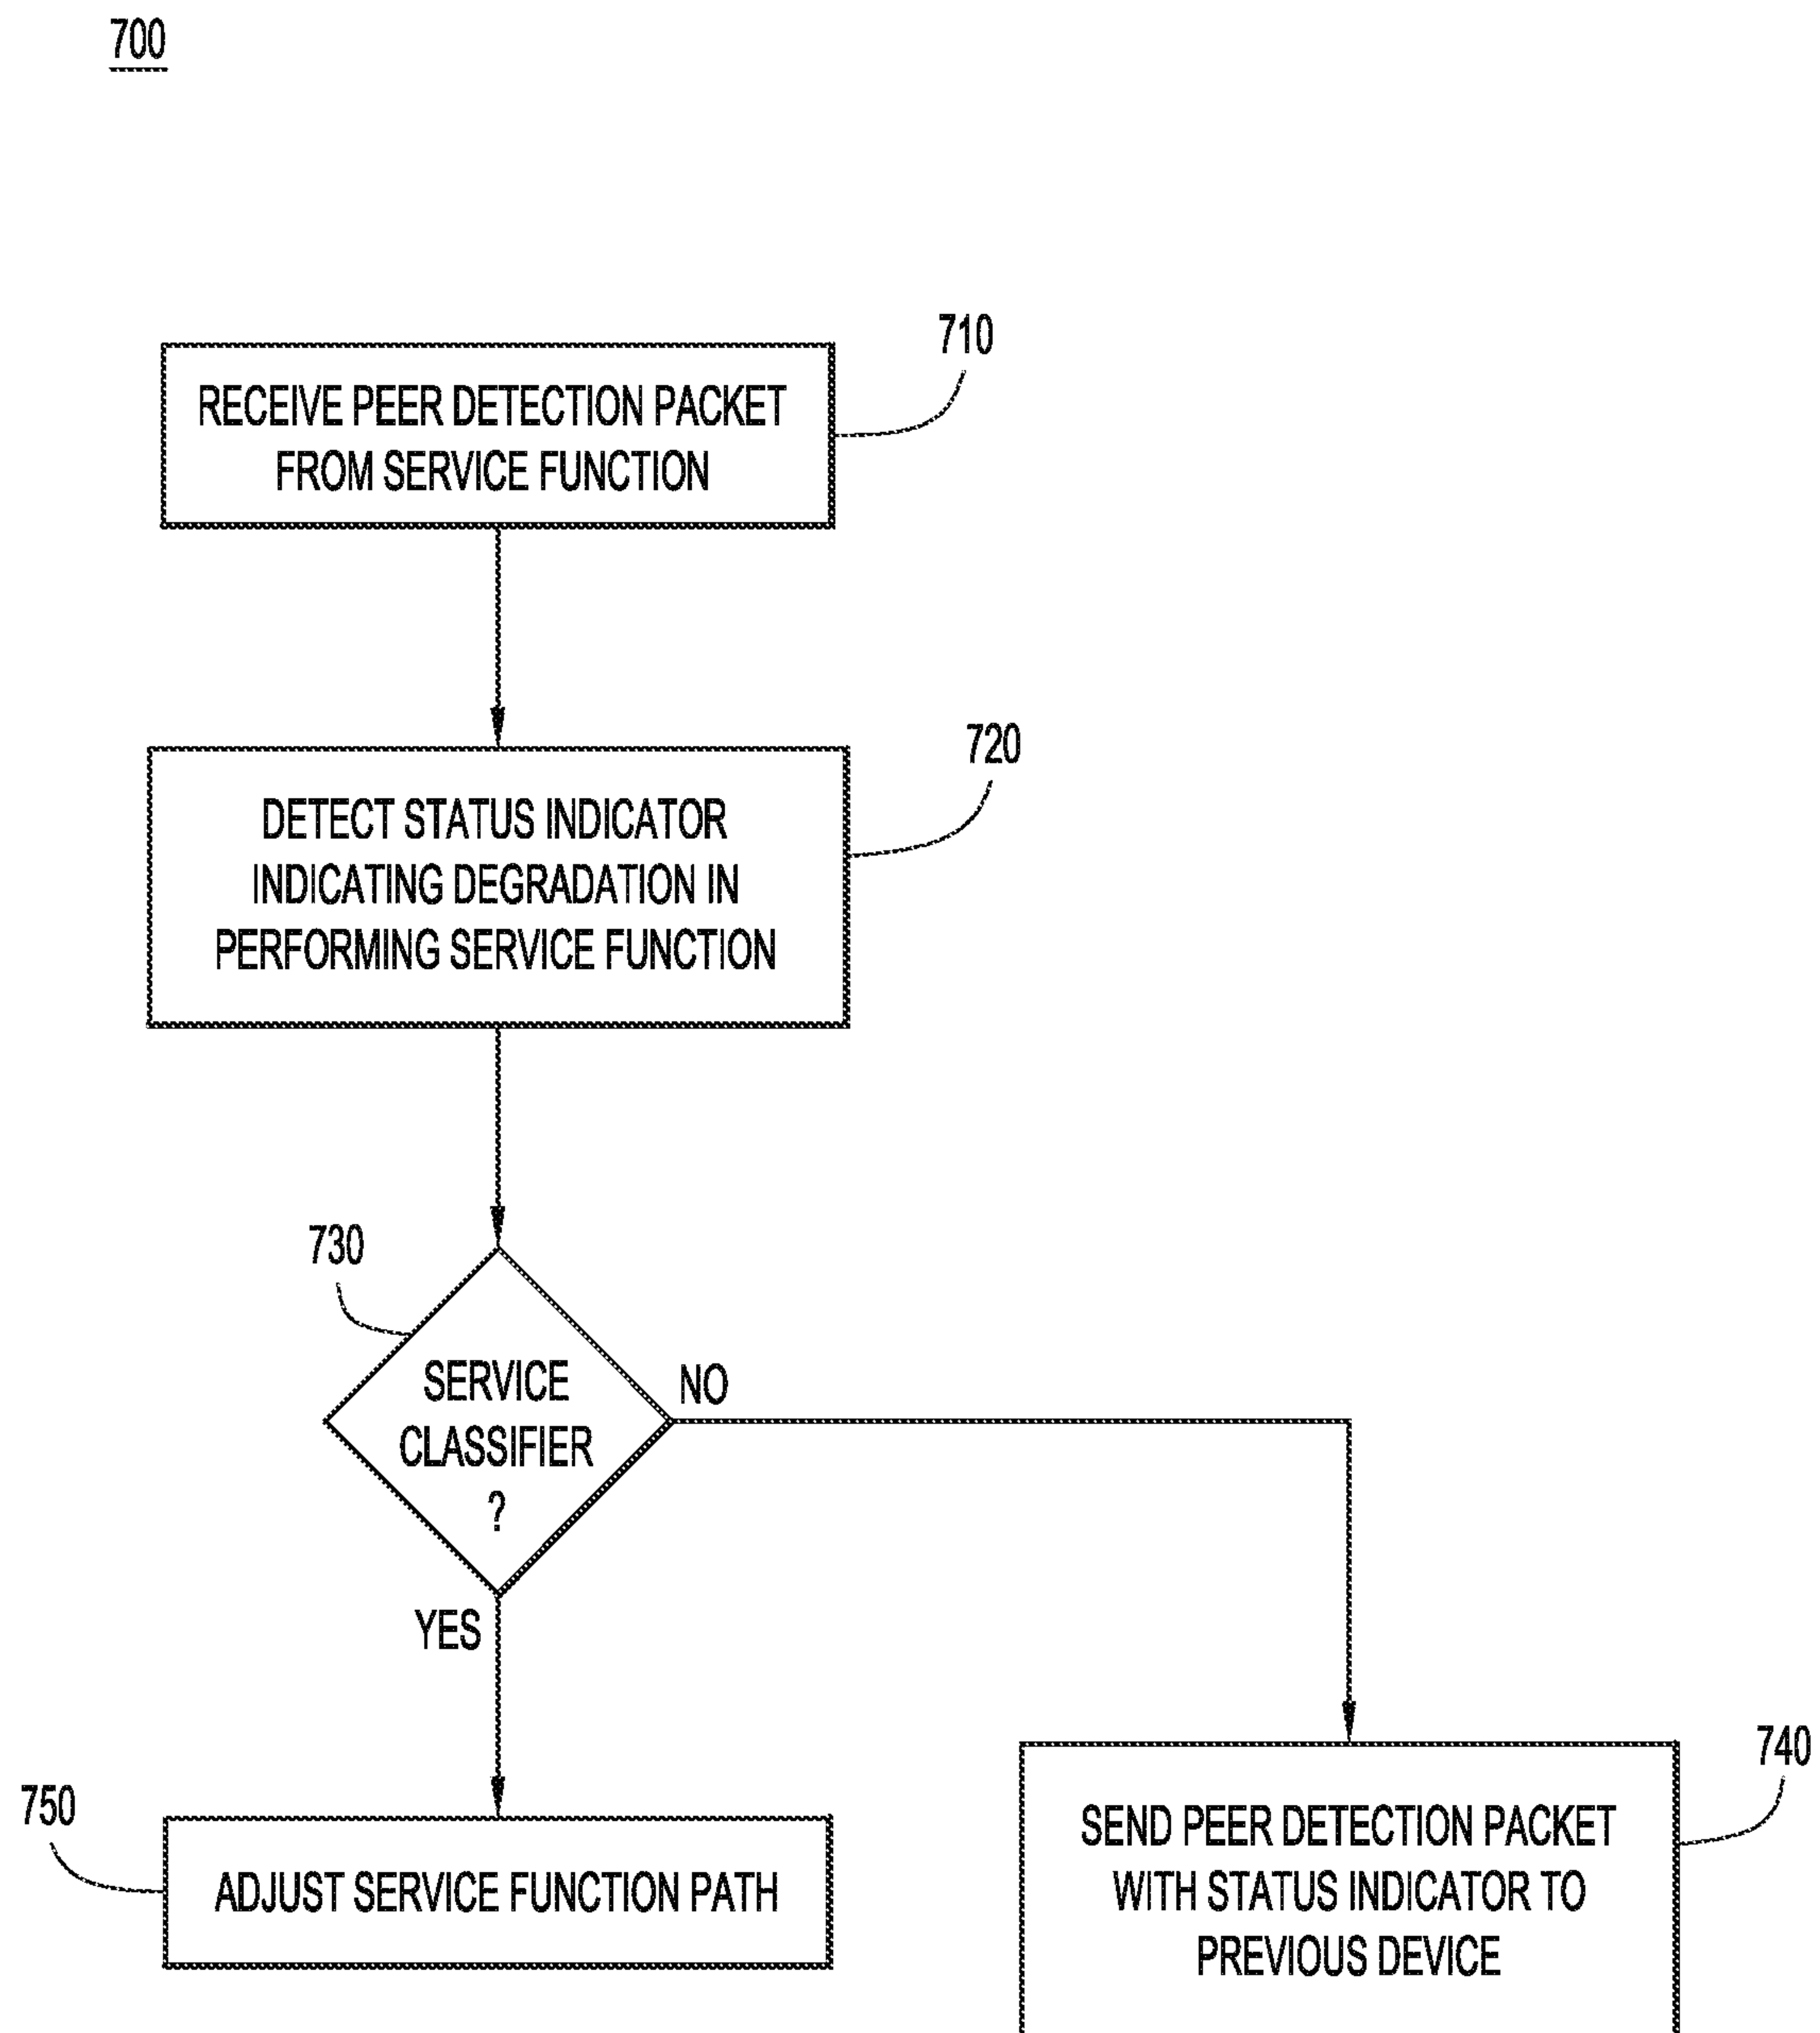 700
710
RECEIVE PEER DETECTION PACKET
FROM SERVICE FUNCTION
720
DETECT STATUS INDICATOR
INDICATING DEGRADATION IN
PERFORMING SERVICE FUNCTION
730
SERVICE
CLASSIFIER
?
NO
YES
740
750
ADJUST SERVICE FUNCTION PATH
SEND PEER DETECTION PACKET
WITH STATUS INDICATOR TO
PREVIOUS DEVICE